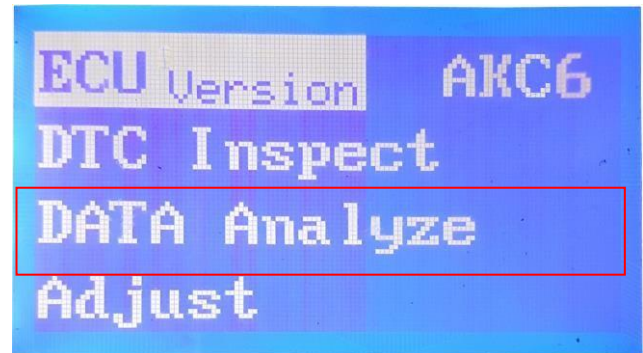 ECU Version AKC6
DTC Inspect
DATA Analyze
Adjust